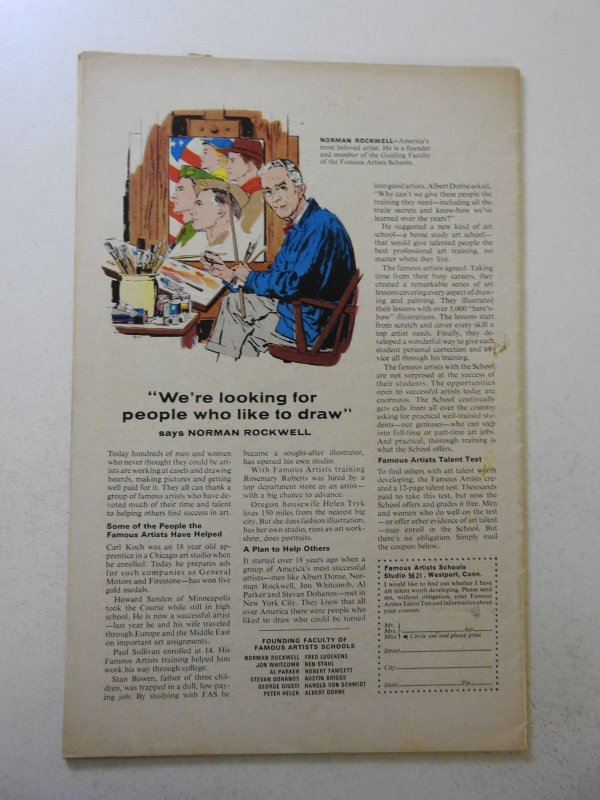 NORMAN ROCKWELL—America's
most beloved artist. He is a founder
and member of the Guiding Faculty
of the Famous Artists Schools.
"We're looking for
people who like to draw"
says NORMAN ROCKWELL
Today hundreds of men and women
who never thought they could be art-
ists are working at easels and drawing
boards, making pictures and getting
well paid for it. They all can thank a
group of famous artists who have de-
voted much of their time and talent
to helping others find success in art.
Some of the People the
Famous Artists Have Helped
Carl Koch was an 18 year old ap-
prentice in a Chicago art studio when
he enrolled. Today he prepares ads
for such companies as General
Motors and Firestone—has won five
gold medals.
Howard Sanden of Minneapolis
took the Course while still in high
school. He is now a successful artist
—last year he and his wife traveled
through Europe and the Middle East
on important art assignments.
Paul Sullivan enrolled at 14. His
Famous Artists training helped him
work his way through college.
Stan Bowen, father of three chil-
dren, was trapped in a dull, low-pay-
ing job. By studying with FAS he
became a sought-after illustrator,
has opened his own studio.
With Famous Artists training
Rosemary Roberts was hired by a
top department store as an artist—
with a big chance to advance.
Oregon housewife Helen Tryk
lives 150 miles from the nearest big
city. But she does fashion illustration,
has her own studio, runs an art work-
shop, does portraits.
A Plan to Help Others
It started over 18 years ago when a
group of America's most successful
artists—men like Albert Dorne, Nor-
man Rockwell, Jon Whitcomb, Al
Parker and Stevan Dohanos—met in
New York City. They knew that all
over America there were people who
liked to draw who could be turned
FOUNDING FACULTY OF
FAMOUS ARTISTS SCHOOLS
NORMAN ROCKWELL FRED LUDEKENS
JON WHITCOMB BEN STAHL
AL PARKER ROBERT FAWCETT
STEVAN DOHANOS AUSTIN BRIGGS
GEORGE GIUSTI HAROLD VON SCHMIDT
PETER HELCK ALBERT DORNE
into good artists. Albert Dorne asked,
"Why can't we give these people the
training they need—including all the
trade secrets and know-how we've
learned over the years?"
He suggested a new kind of art
school—a home study art school—
that would give talented people the
best professional art training, no
matter where they live.
The famous artists agreed. Taking
time from their busy careers, they
created a remarkable series of art
lessons covering every aspect of draw-
ing and painting. They illustrated
their lessons with over 5,000 "here's-
how" illustrations. The lessons start
from scratch and cover every skill a
top artist needs. Finally, they de-
veloped a wonderful way to give each
student personal correction and ad-
vice all through his training.
The famous artists with the School
are not surprised at the success of
their students. The opportunities
open to successful artists today are
enormous. The School continually
gets calls from all over the country
asking for practical well-trained stu-
dents—not geniuses—who can step
into full-time or part-time art jobs.
And practical, thorough training is
what the School offers.
Famous Artists Talent Test
To find others with art talent worth
developing, the Famous Artists cre-
ated a 12-page talent test. Thousands
paid to take this test, but now the
School offers and grades it free. Men
and women who do well on the test
—or offer other evidence of art talent
—may enroll in the School. But
there's no obligation. Simply mail
the coupon below.
Famous Artists Schools
Studio 5621, Westport, Conn.
I would like to find out whether I have
art talent worth developing. Please send
me, without obligation, your Famous
Artists Talent Test and information about
your courses.
Mr.
Mrs. Age
Miss Circle one and please print
Street
City
State Zip